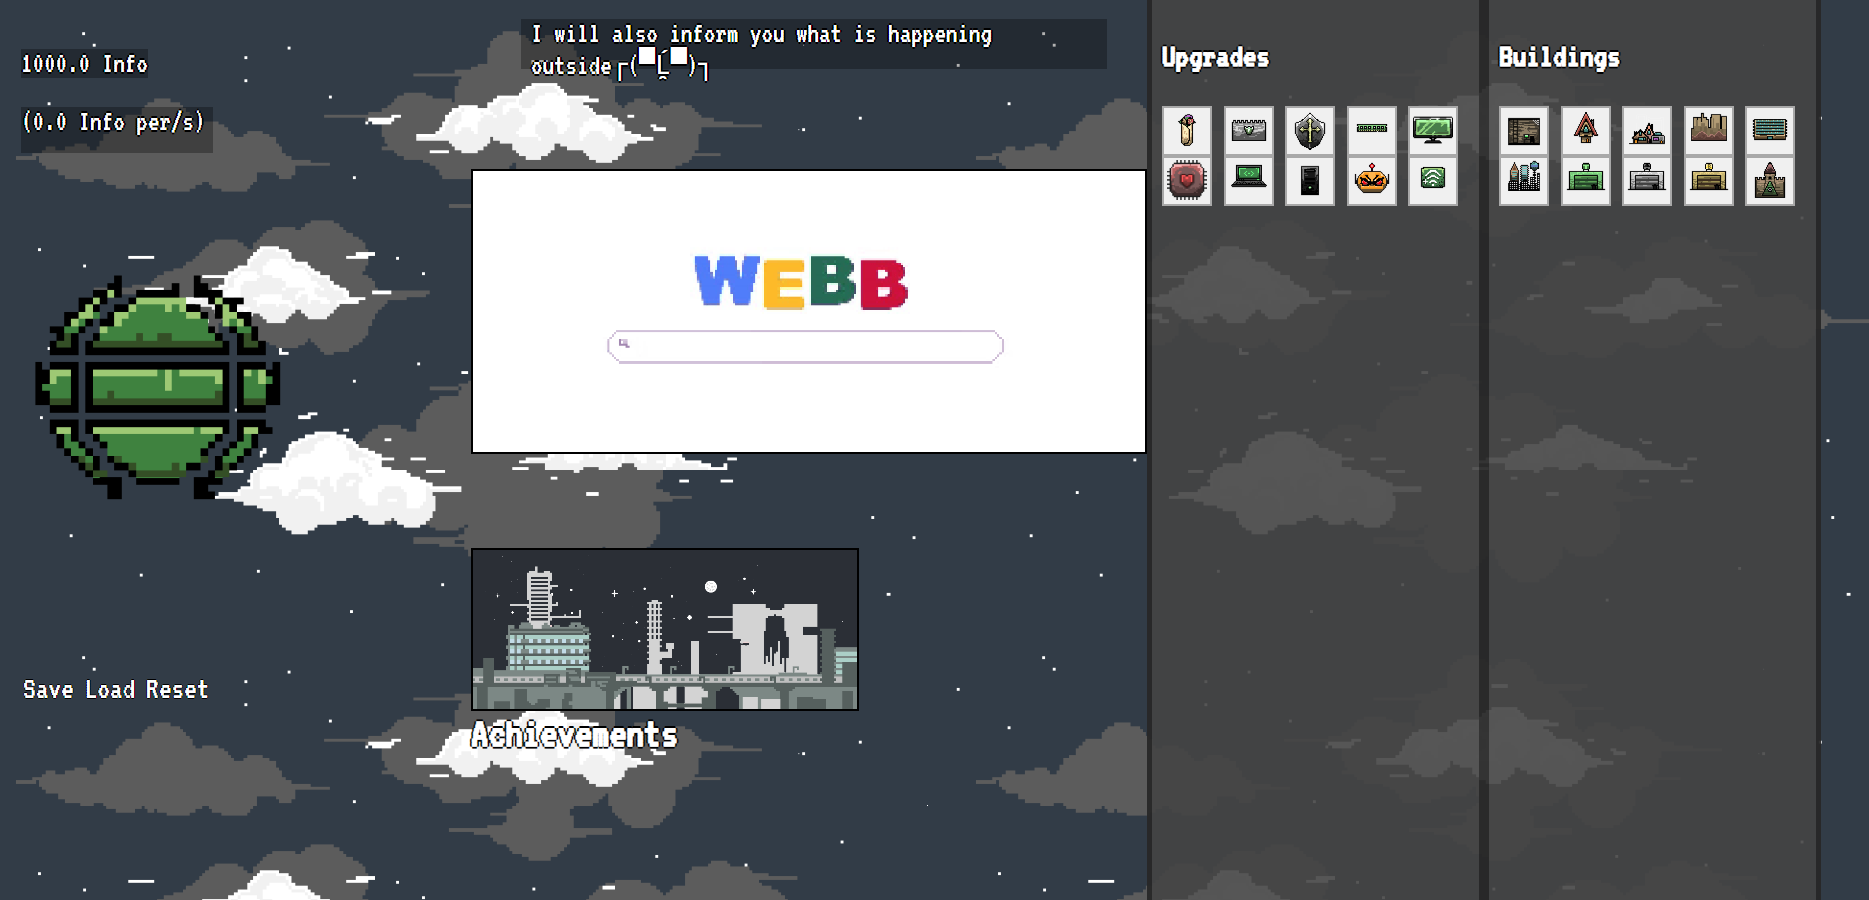 I will also inform you what is happening
outside┌(▀Ĺ̯▀)┐
1000.0 Info
(0.0 Info per/s)
Upgrades
Buildings
WEBB
Save Load Reset
Achievements